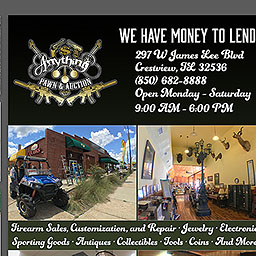 Anything
PAWN & AUCTION
WE HAVE MONEY TO LEND
297 W James Lee Blvd
Crestview, FL 32536
(850) 682-8888
Open Monday - Saturday
9:00 AM - 6:00 PM
Firearm Sales, Customization, and Repair · Jewelry · Electronic
Sporting Goods · Antiques · Collectibles · Tools · Coins · And More